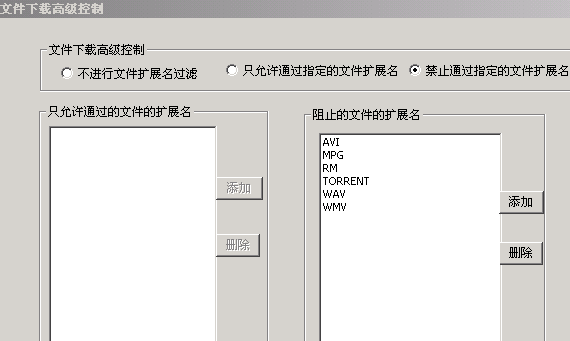 文件下载高级控制
文件下载高级控制
不进行文件扩展名过滤 只允许通过指定的文件扩展名 禁止通过指定的文件扩展名
只允许通过的文件的扩展名
阻止的文件的扩展名
添加
删除
AVI
MPG
RM
TORRENT
WAV
WMV
添加
删除